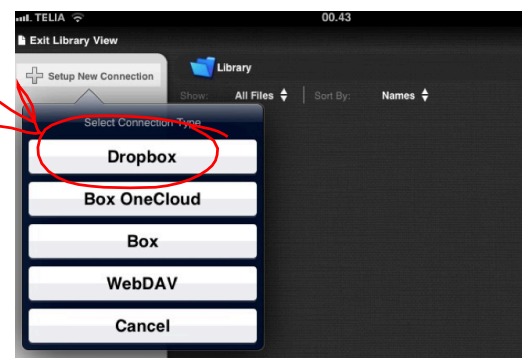 TELIA 00.43
Exit Library View
Setup New Connection Library
Show: All Files Sort By: Names
Select Connection Type
Dropbox
Box OneCloud
Box
WebDAV
Cancel